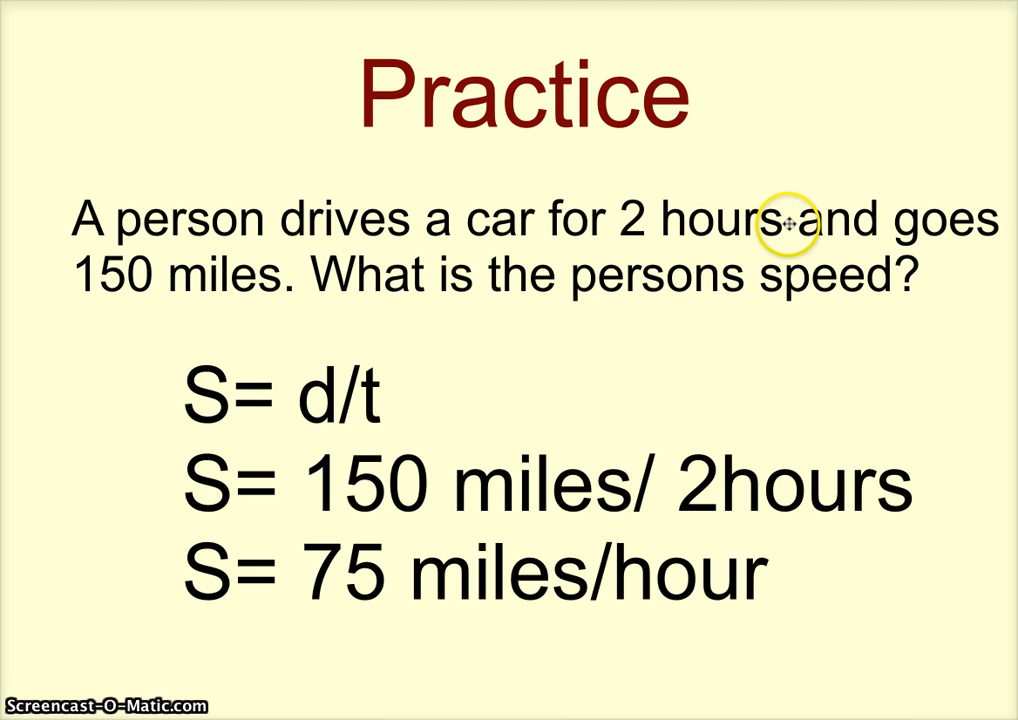 Practice
A person drives a car for 2 hours and goes
150 miles. What is the persons speed?
S= d/t
S= 150 miles/ 2hours
S= 75 miles/hour
Screencast-O-Matic.com